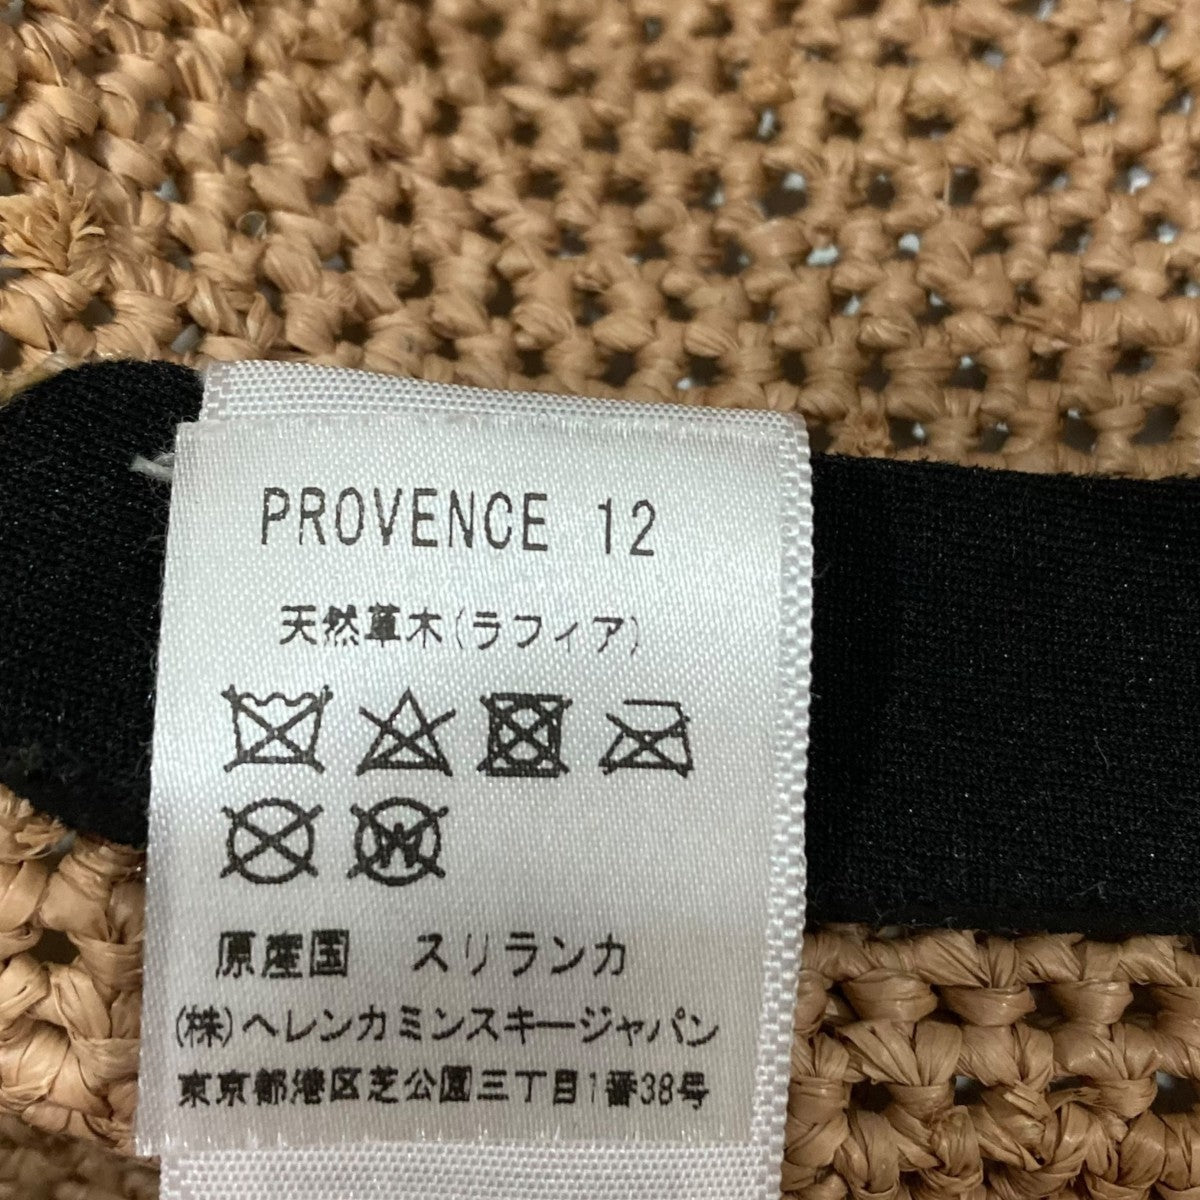 PROVENCE 12
天然草木(ラフィア)
W
原産国 スリランカ
(株)ヘレンカミンスキージャパン
東京都港区芝公園三丁目1番38号